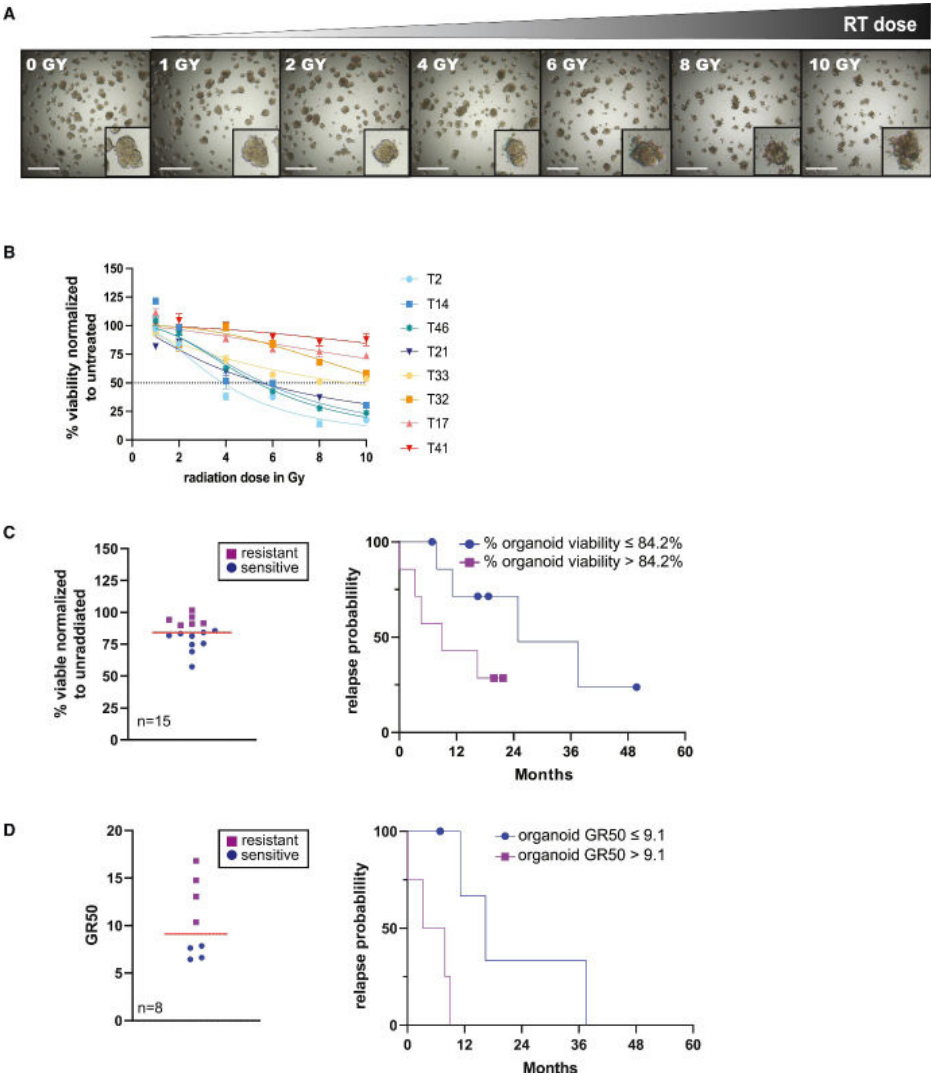 A
RT dose
0 GY 1 GY 2 GY 4 GY 6 GY 8 GY 10 GY
B
% viability normalized
to untreated
150
125
100
75
50
25
0
0 2 4 6 8 10
radiation dose in Gy
T2
T14
T46
T21
T33
T32
T17
T41
C
% viable normalized
to unraddiated
150
125
100
75
50
25
0
resistant
sensitive
n=15
relapse probablility
100
50
0
% organoid viability ≤ 84.2%
% organoid viability > 84.2%
0 12 24 36 48 60
Months
D
GR50
20
15
10
5
0
resistant
sensitive
n=8
relapse probablility
100
50
0
organoid GR50 ≤ 9.1
organoid GR50 > 9.1
0 12 24 36 48 60
Months